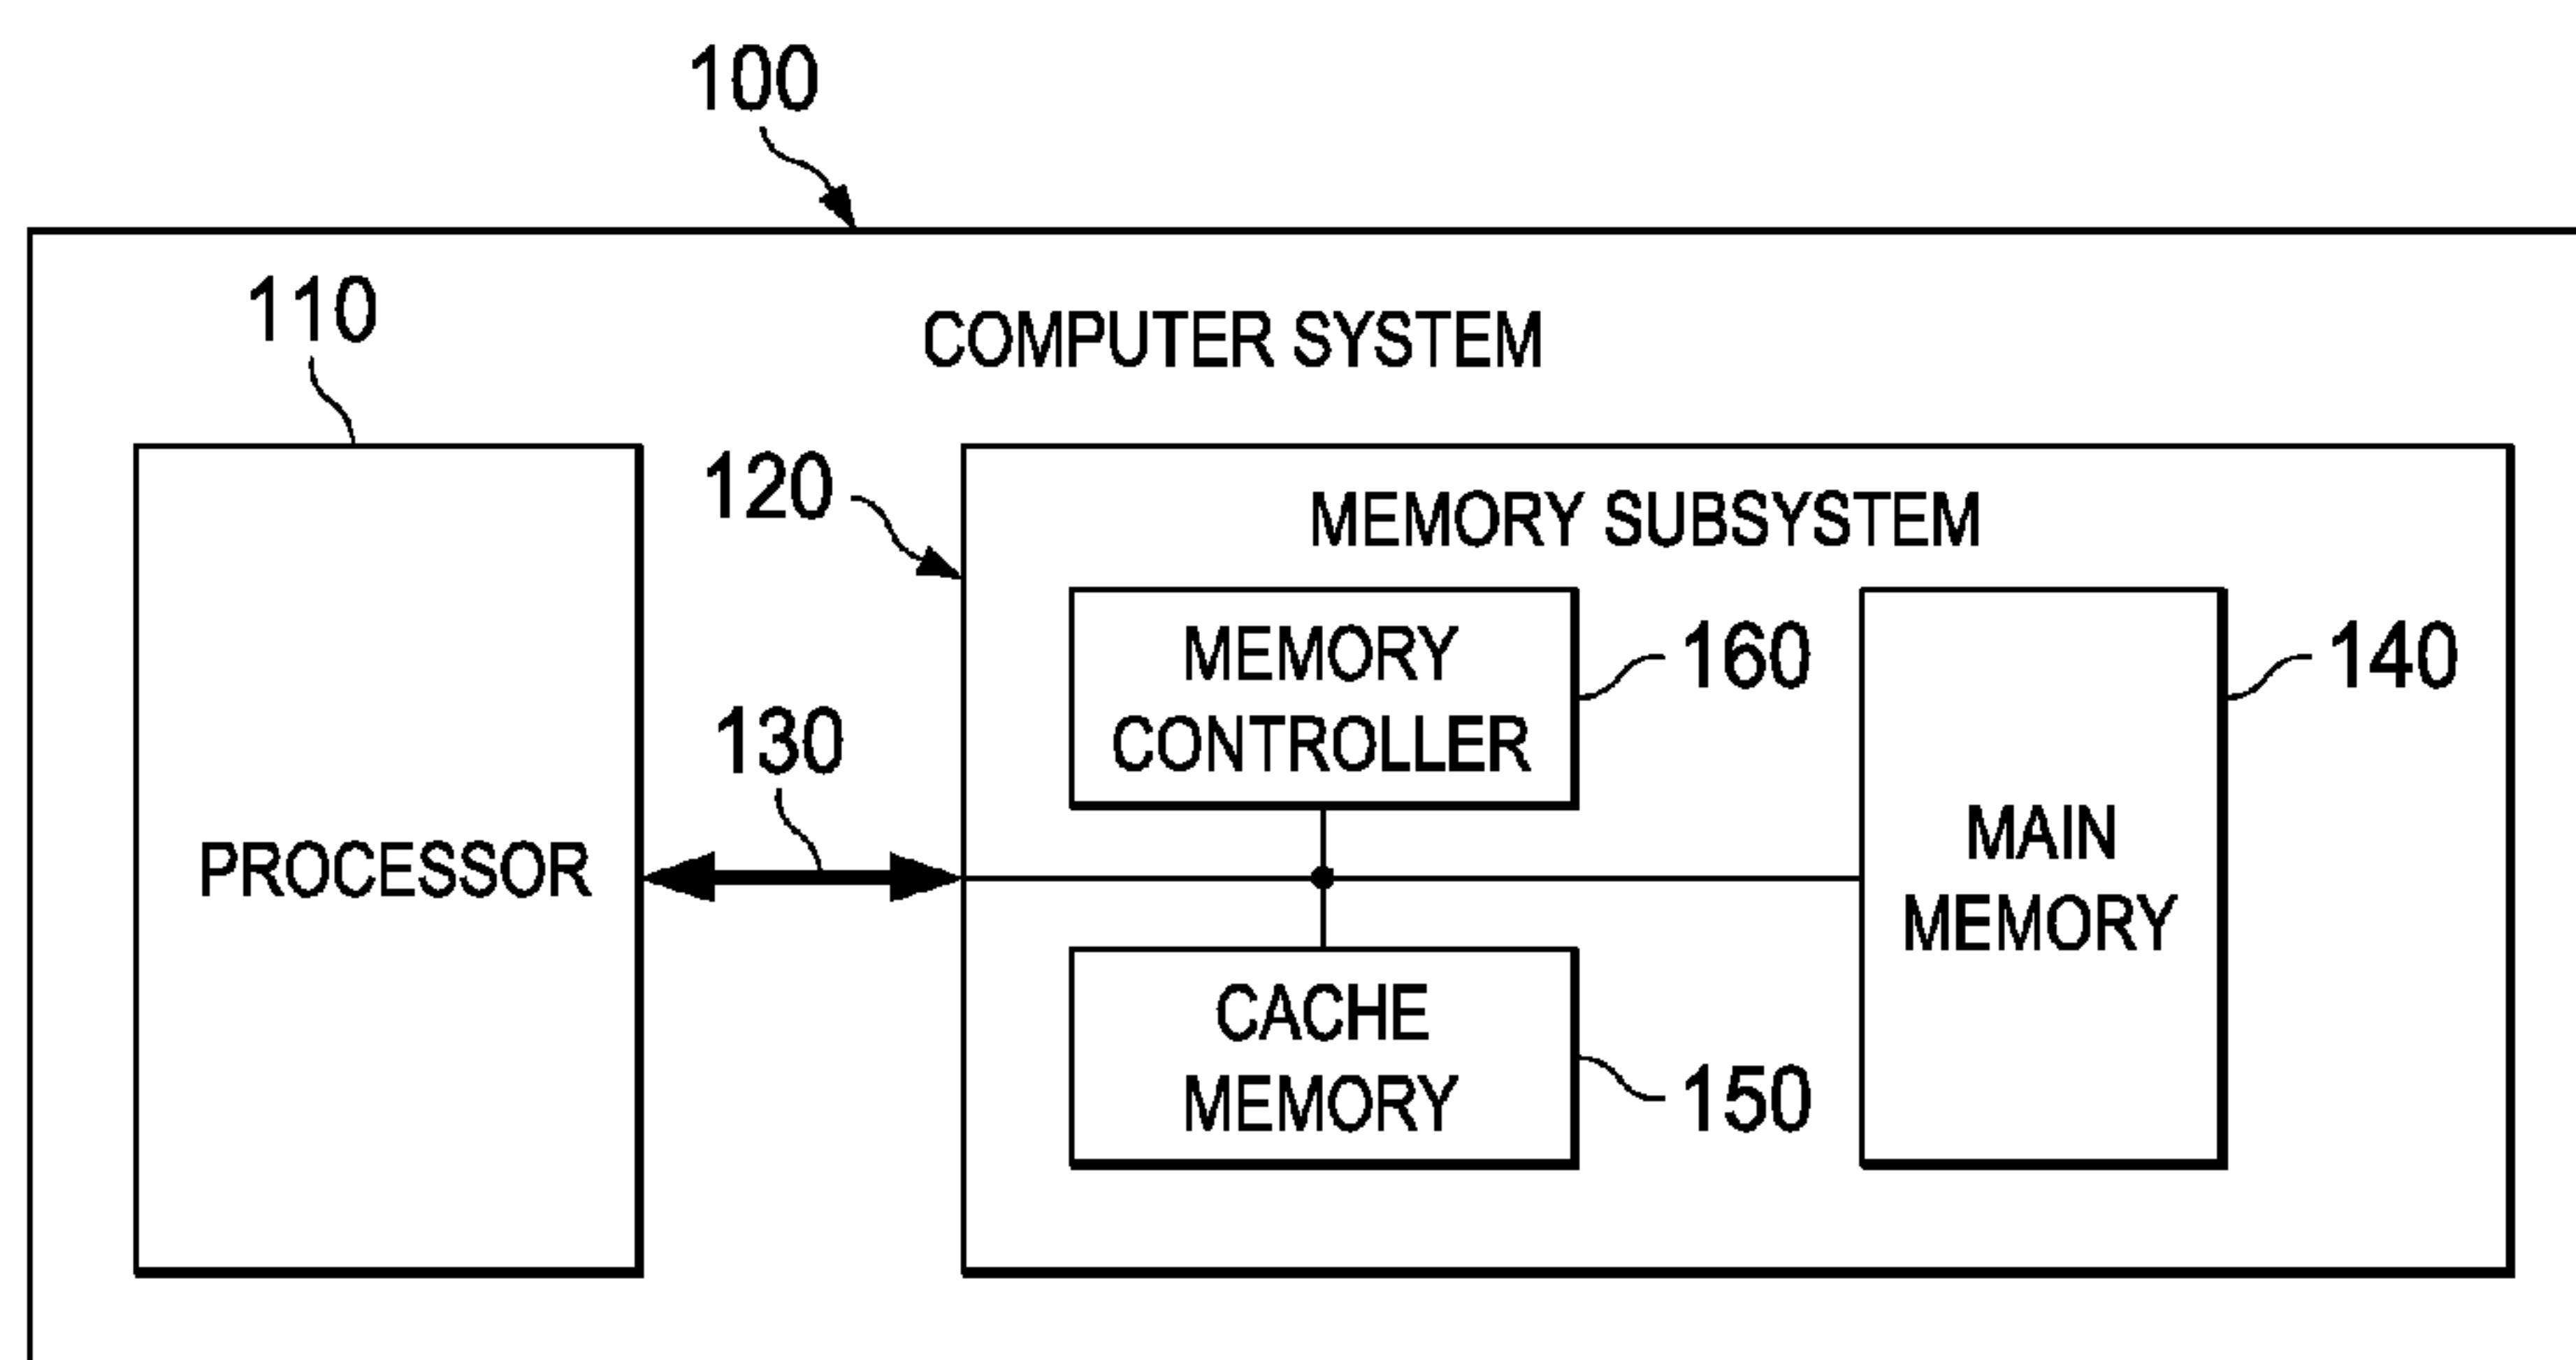 100
COMPUTER SYSTEM
110
120
MEMORY SUBSYSTEM
MEMORY
CONTROLLER
160
140
130
PROCESSOR
MAIN
MEMORY
CACHE
MEMORY
150